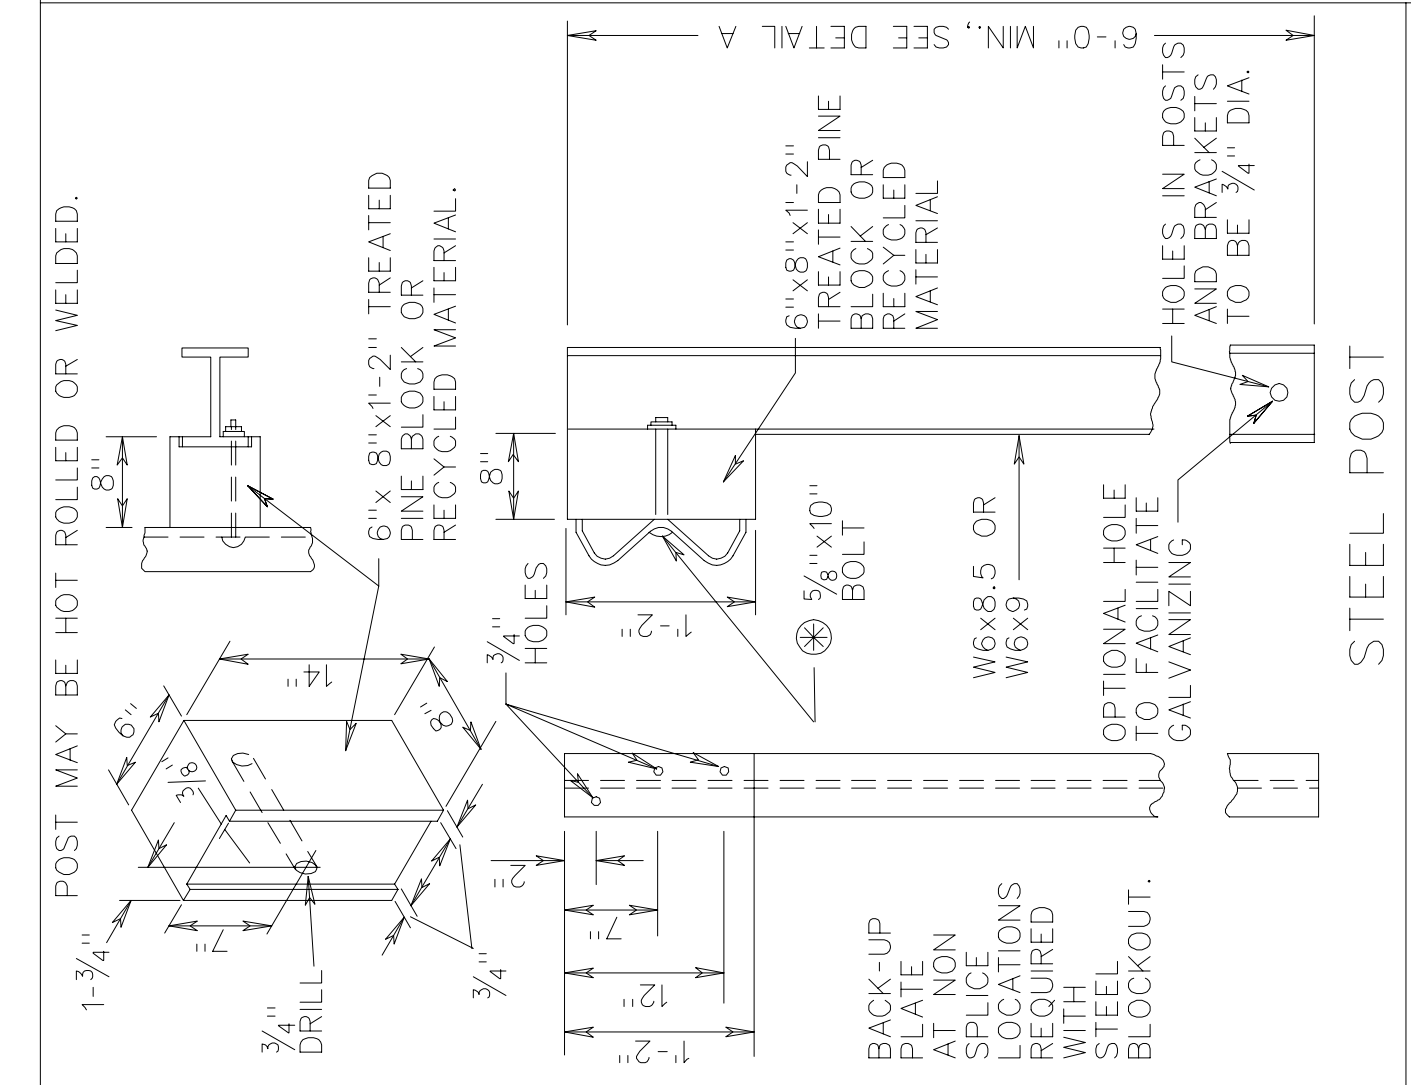 POST MAY BE HOT ROLLED OR WELDED.
1-3/4"
6"
3/8"
7"
14"
8"
3/4"
DRILL
3/4"
8"
6"x 8"x1'-2" TREATED
PINE BLOCK OR
RECYCLED MATERIAL.
3/4"
HOLES
2"
7"
12"
1'-2"
BACK-UP
PLATE
AT NON
SPLICE
LOCATIONS
REQUIRED
WITH
STEEL
BLOCKOUT.
8"
1'-2"
5/8"x10"
BOLT
6"x8"x1'-2"
TREATED PINE
BLOCK OR
RECYCLED
MATERIAL
W6x8.5 OR
W6x9
6'-0" MIN., SEE DETAIL A
HOLES IN POSTS
AND BRACKETS
TO BE 3/4" DIA.
OPTIONAL HOLE
TO FACILITATE
GALVANIZING
STEEL POST